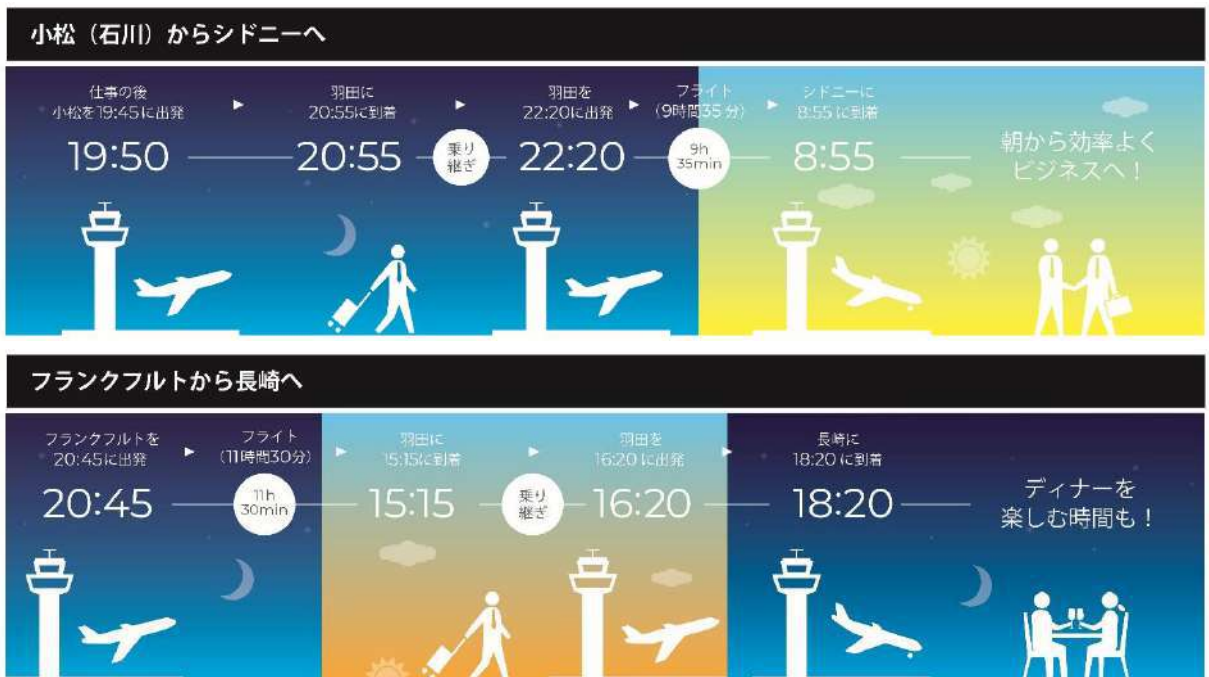 小松（石川）からシドニーへ
仕事の後
小松を19:45に出発
▶
羽田に
20:55に到着
▶
羽田を
22:20に出発
▶
フライト
（9時間35分）
▶
シドニーに
8:55に到着
19:50
20:55
乗り
継ぎ
22:20
9h
35min
8:55
朝から効率よく
ビジネスへ！
フランクフルトから長崎へ
フランクフルトを
20:45に出発
▶
フライト
（11時間30分）
▶
羽田に
15:15に到着
▶
羽田を
16:20に出発
▶
長崎に
18:20に到着
20:45
11h
30min
15:15
乗り
継ぎ
16:20
18:20
ディナーを
楽しむ時間も！